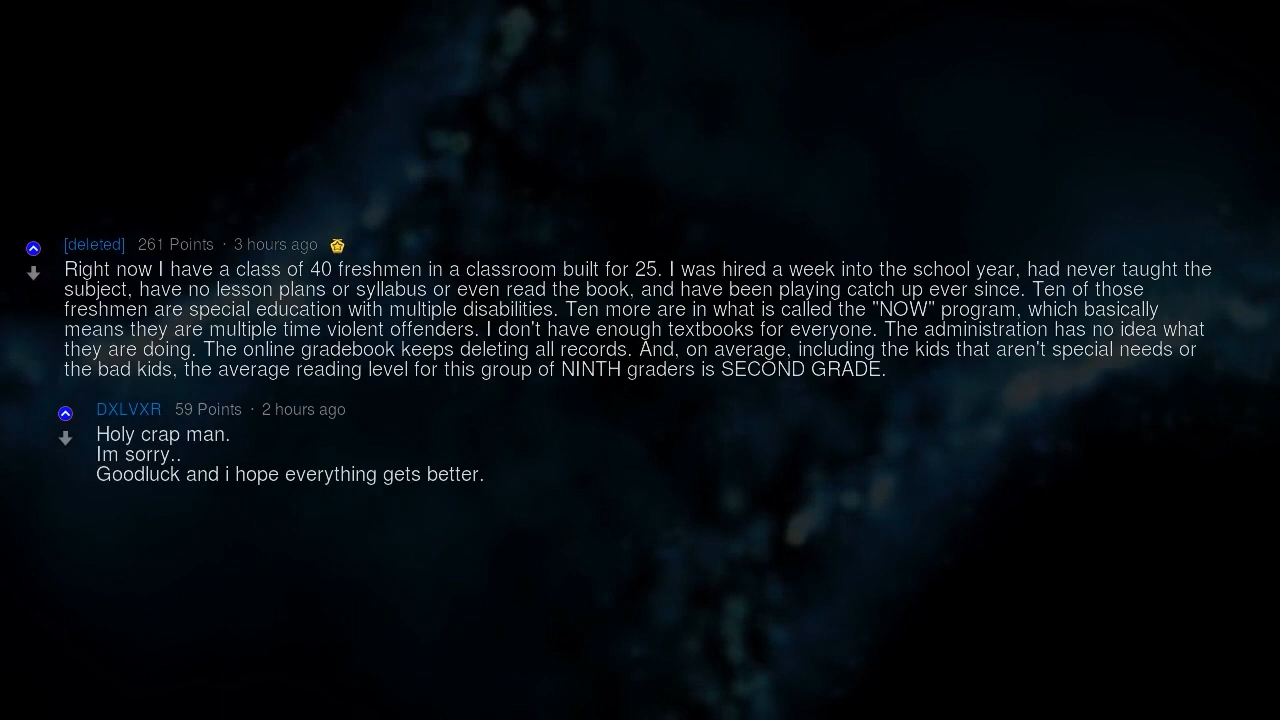 [deleted] 261 Points · 3 hours ago
Right now I have a class of 40 freshmen in a classroom built for 25. I was hired a week into the school year, had never taught the
subject, have no lesson plans or syllabus or even read the book, and have been playing catch up ever since. Ten of those
freshmen are special education with multiple disabilities. Ten more are in what is called the "NOW" program, which basically
means they are multiple time violent offenders. I don't have enough textbooks for everyone. The administration has no idea what
they are doing. The online gradebook keeps deleting all records. And, on average, including the kids that aren't special needs or
the bad kids, the average reading level for this group of NINTH graders is SECOND GRADE.
DXLVXR 59 Points · 2 hours ago
Holy crap man.
Im sorry..
Goodluck and i hope everything gets better.